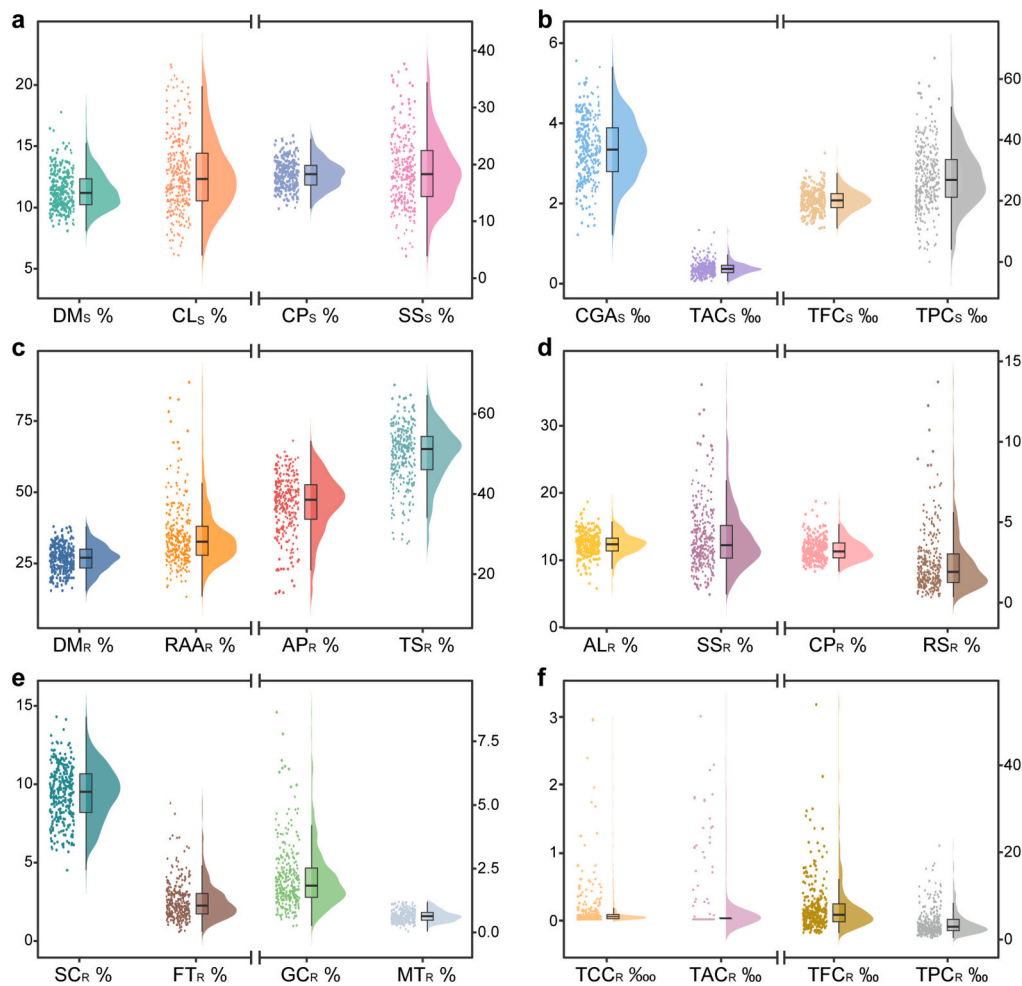 a
b
20
15
10
5
40
30
20
10
0
6
4
2
0
60
40
20
0
DMS %
CLS %
CPS %
SSS %
CGAS ‰
TACS ‰
TFCS ‰
TPCS ‰
c
d
75
50
25
60
40
20
30
20
10
0
15
10
5
0
DMR %
RAAR %
APR %
TSR %
ALR %
SSR %
CPR %
RSR %
e
f
15
10
5
0
7.5
5.0
2.5
0.0
3
2
1
0
40
20
0
SCR %
FTR %
GCR %
MTR %
TCCR ‱
TACR ‰
TFCR ‰
TPCR ‰